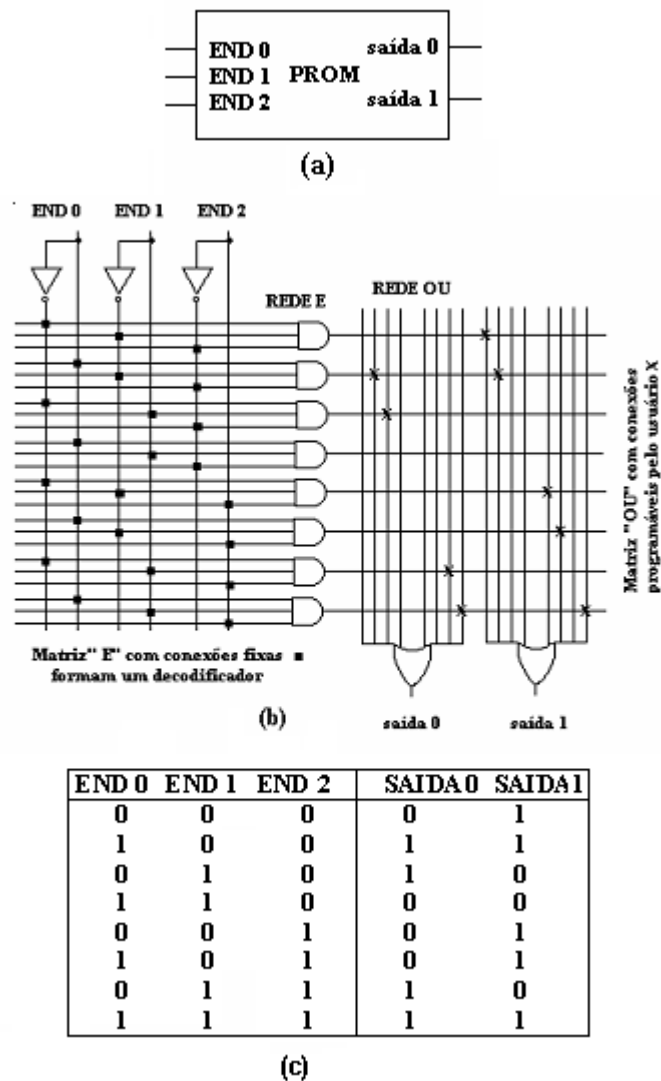 END 0 saída 0
END 1 PROM
END 2 saída 1
(a)
END 0 END 1 END 2
REDE E REDE OU
Matriz "OU" com conexões
programáveis pelo usuário X
Matriz" E" com conexões fixas ■
formam um decodificador
(b)
saída 0 saída 1
END 0 END 1 END 2 SAIDA 0 SAIDA1
0 0 0 0 1
1 0 0 1 1
0 1 0 1 0
1 1 0 0 0
0 0 1 0 1
1 0 1 0 1
0 1 1 1 0
1 1 1 1 1
(c)